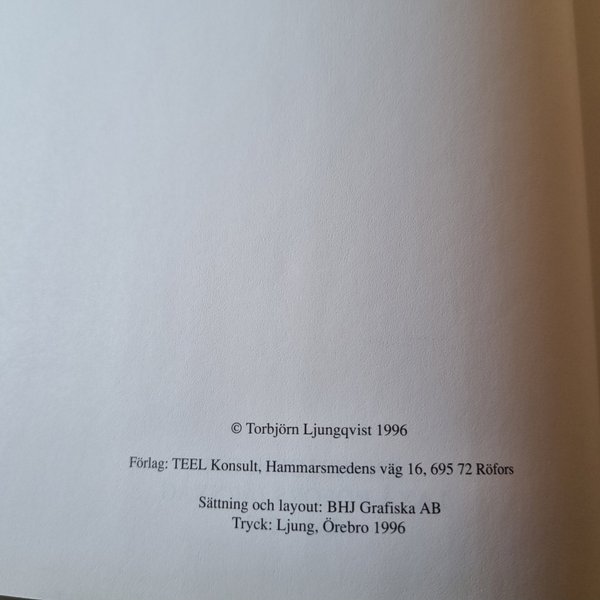 © Torbjörn Ljungqvist 1996
Förlag: TEEL Konsult, Hammarsmedens väg 16, 695 72 Röfors
Sättning och layout: BHJ Grafiska AB
Tryck: Ljung, Örebro 1996